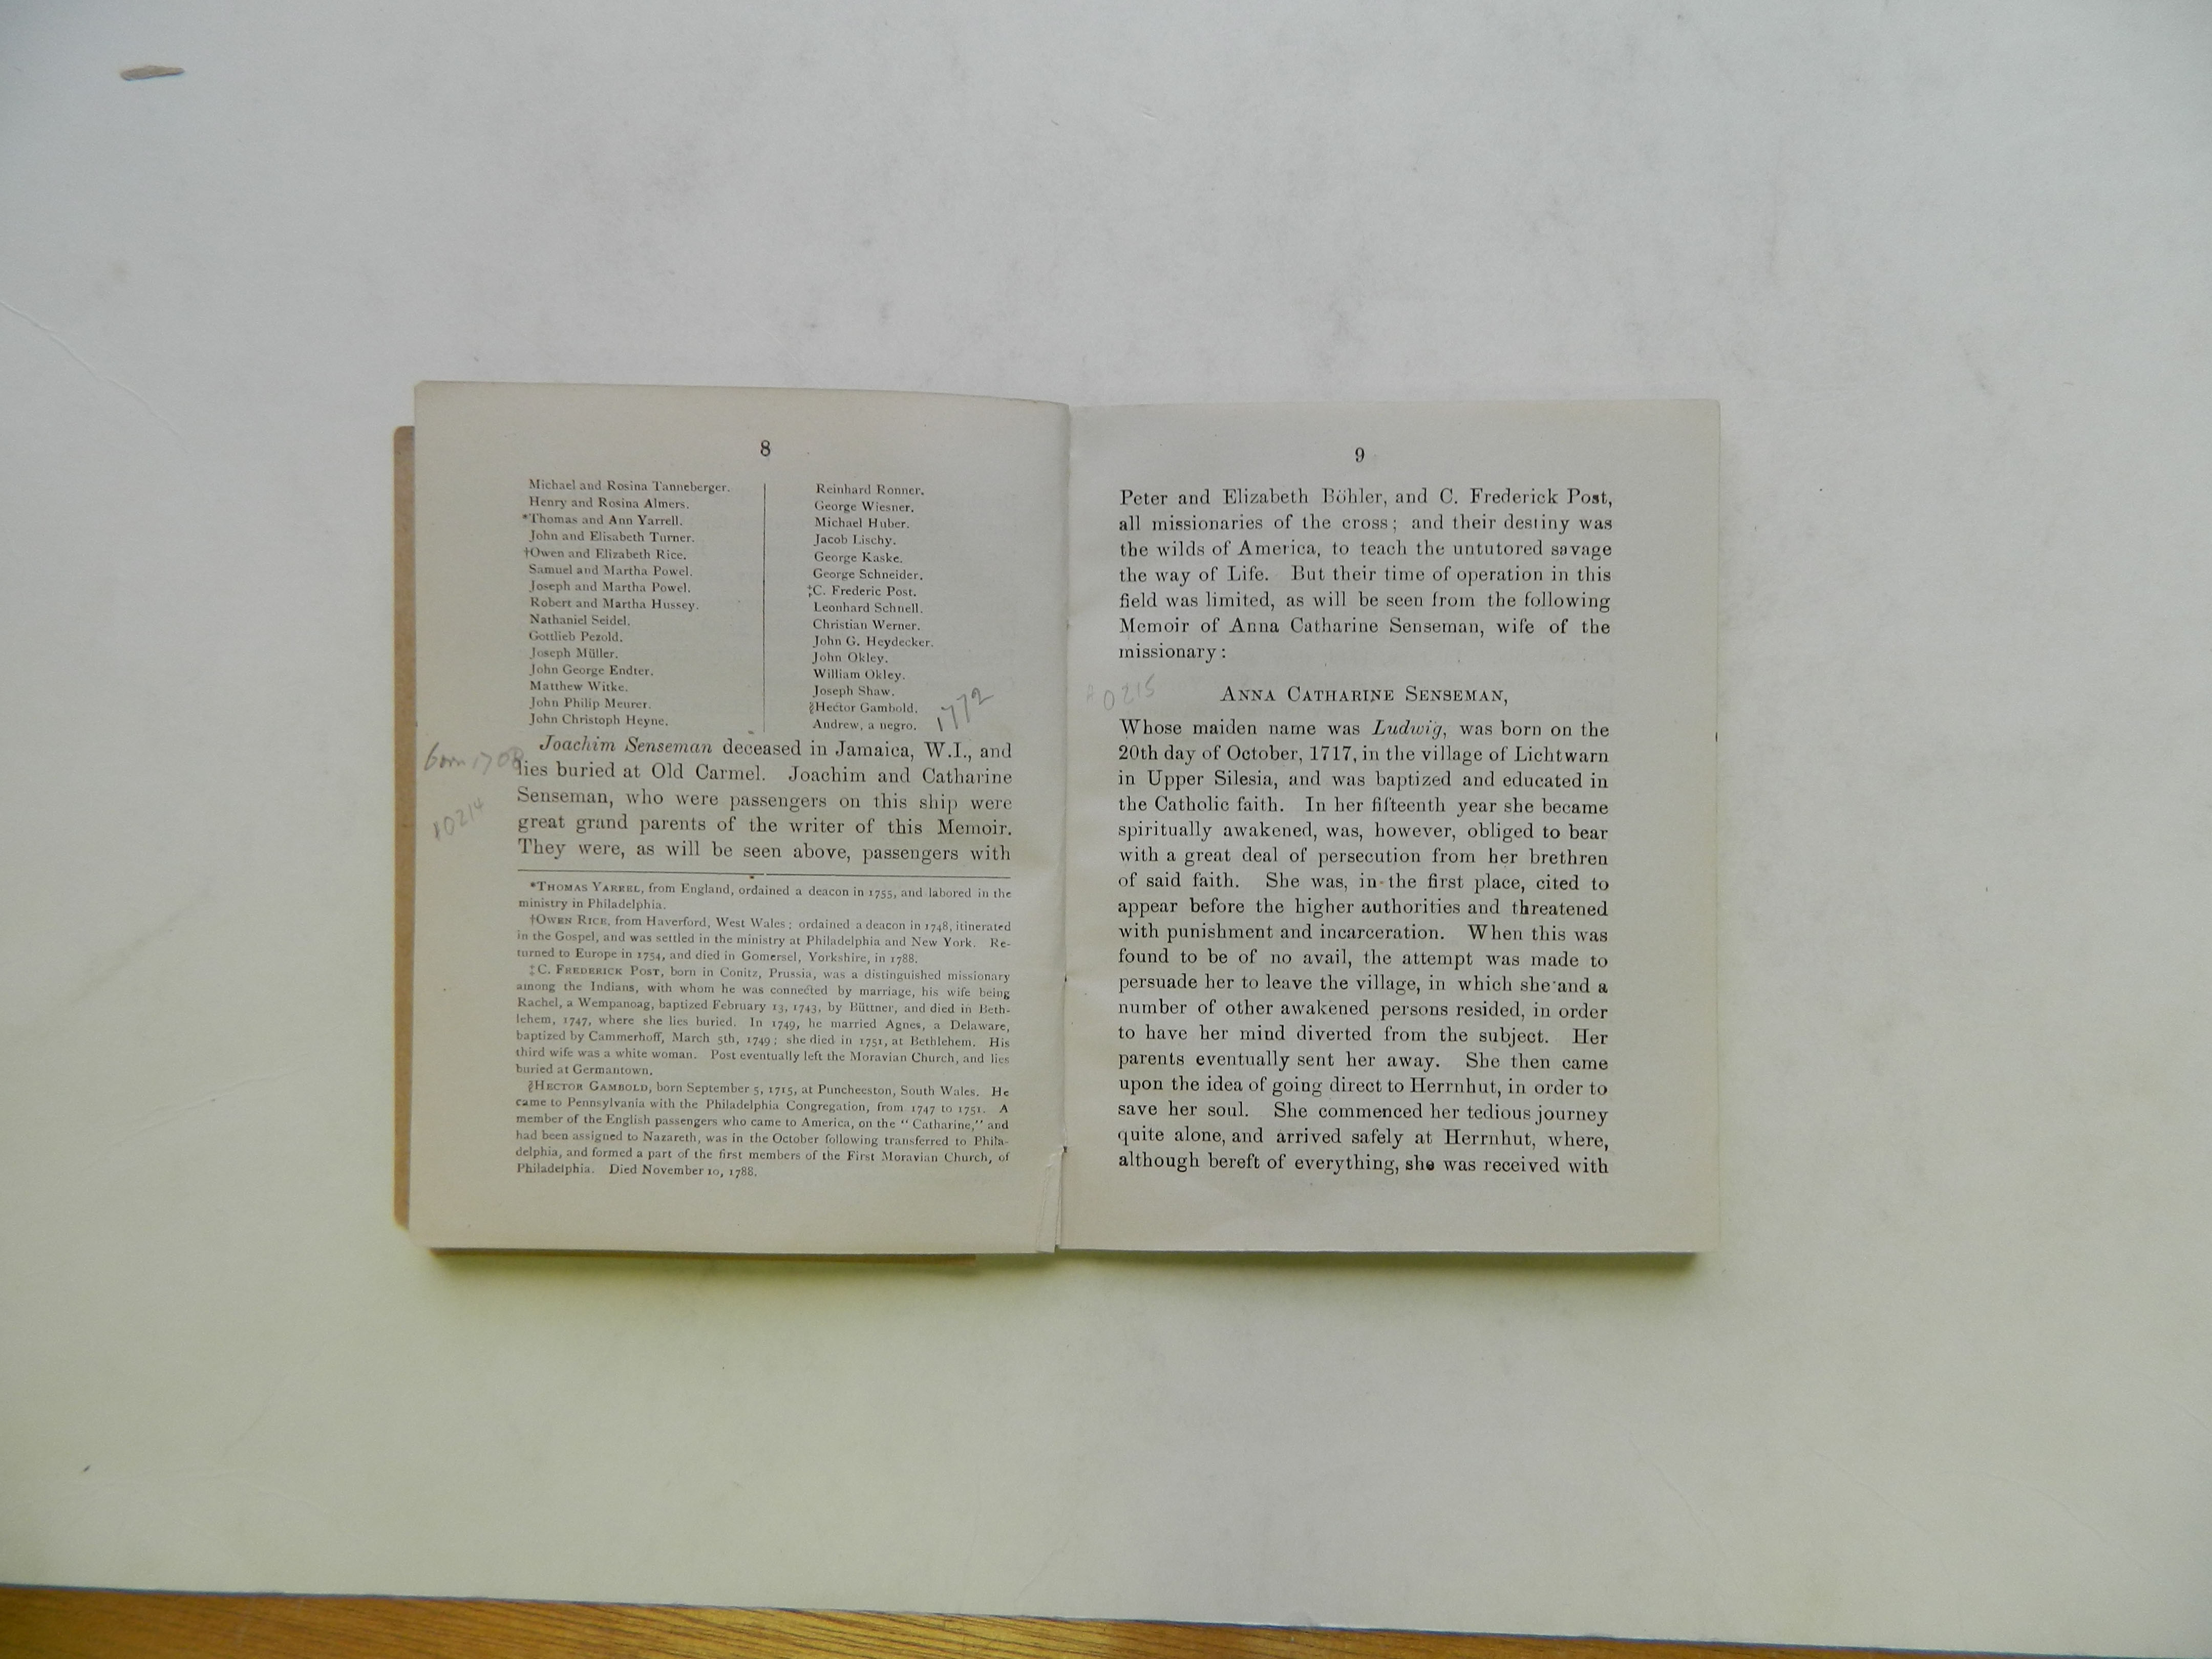 8
Michael and Rosina Tanneberger.
Henry and Rosina Almers.
*Thomas and Ann Yarrell.
John and Elisabeth Turner.
†Owen and Elizabeth Rice.
Samuel and Martha Powel.
Joseph and Martha Powel.
Robert and Martha Hussey.
Nathaniel Seidel.
Gottlieb Pezold.
Joseph Müller.
John George Endter.
Matthew Witke.
John Philip Meurer.
John Christoph Heyne.
Reinhard Ronner.
George Wiesner.
Michael Huber.
Jacob Lischy.
George Kaske.
George Schneider.
‡C. Frederic Post.
Leonhard Schnell.
Christian Werner.
John G. Heydecker.
John Okley.
William Okley.
Joseph Shaw.
§Hector Gambold.
Andrew, a negro.
1772
born
Joachim Senseman deceased in Jamaica, W.I., and
lies buried at Old Carmel. Joachim and Catharine
Senseman, who were passengers on this ship were
great grand parents of the writer of this Memoir.
They were, as will be seen above, passengers with
*THOMAS YARREL, from England, ordained a deacon in 1755, and labored in the
ministry in Philadelphia.
†OWEN RICE, from Haverford, West Wales; ordained a deacon in 1748, itinerated
in the Gospel, and was settled in the ministry at Philadelphia and New York. Re-
turned to Europe in 1754, and died in Gomersel, Yorkshire, in 1788.
‡C. FREDERICK POST, born in Conitz, Prussia, was a distinguished missionary
among the Indians, with whom he was connected by marriage, his wife being
Rachel, a Wempanoag, baptized February 13, 1743, by Büttner, and died in Beth-
lehem, 1747, where she lies buried. In 1749, he married Agnes, a Delaware,
baptized by Cammerhoff, March 5th, 1749; she died in 1751, at Bethlehem. His
third wife was a white woman. Post eventually left the Moravian Church, and lies
buried at Germantown.
§HECTOR GAMBOLD, born September 5, 1715, at Puncheeston, South Wales. He
came to Pennsylvania with the Philadelphia Congregation, from 1747 to 1751. A
member of the English passengers who came to America, on the "Catharine," and
had been assigned to Nazareth, was in the October following transferred to Phila-
delphia, and formed a part of the first members of the First Moravian Church, of
Philadelphia. Died November 10, 1788.
9
Peter and Elizabeth Böhler, and C. Frederick Post,
all missionaries of the cross; and their destiny was
the wilds of America, to teach the untutored savage
the way of Life. But their time of operation in this
field was limited, as will be seen from the following
Memoir of Anna Catharine Senseman, wife of the
missionary:
0215
ANNA CATHARINE SENSEMAN,
Whose maiden name was Ludwig, was born on the
20th day of October, 1717, in the village of Lichtwarn
in Upper Silesia, and was baptized and educated in
the Catholic faith. In her fifteenth year she became
spiritually awakened, was, however, obliged to bear
with a great deal of persecution from her brethren
of said faith. She was, in the first place, cited to
appear before the higher authorities and threatened
with punishment and incarceration. When this was
found to be of no avail, the attempt was made to
persuade her to leave the village, in which she and a
number of other awakened persons resided, in order
to have her mind diverted from the subject. Her
parents eventually sent her away. She then came
upon the idea of going direct to Herrnhut, in order to
save her soul. She commenced her tedious journey
quite alone, and arrived safely at Herrnhut, where,
although bereft of everything, she was received with